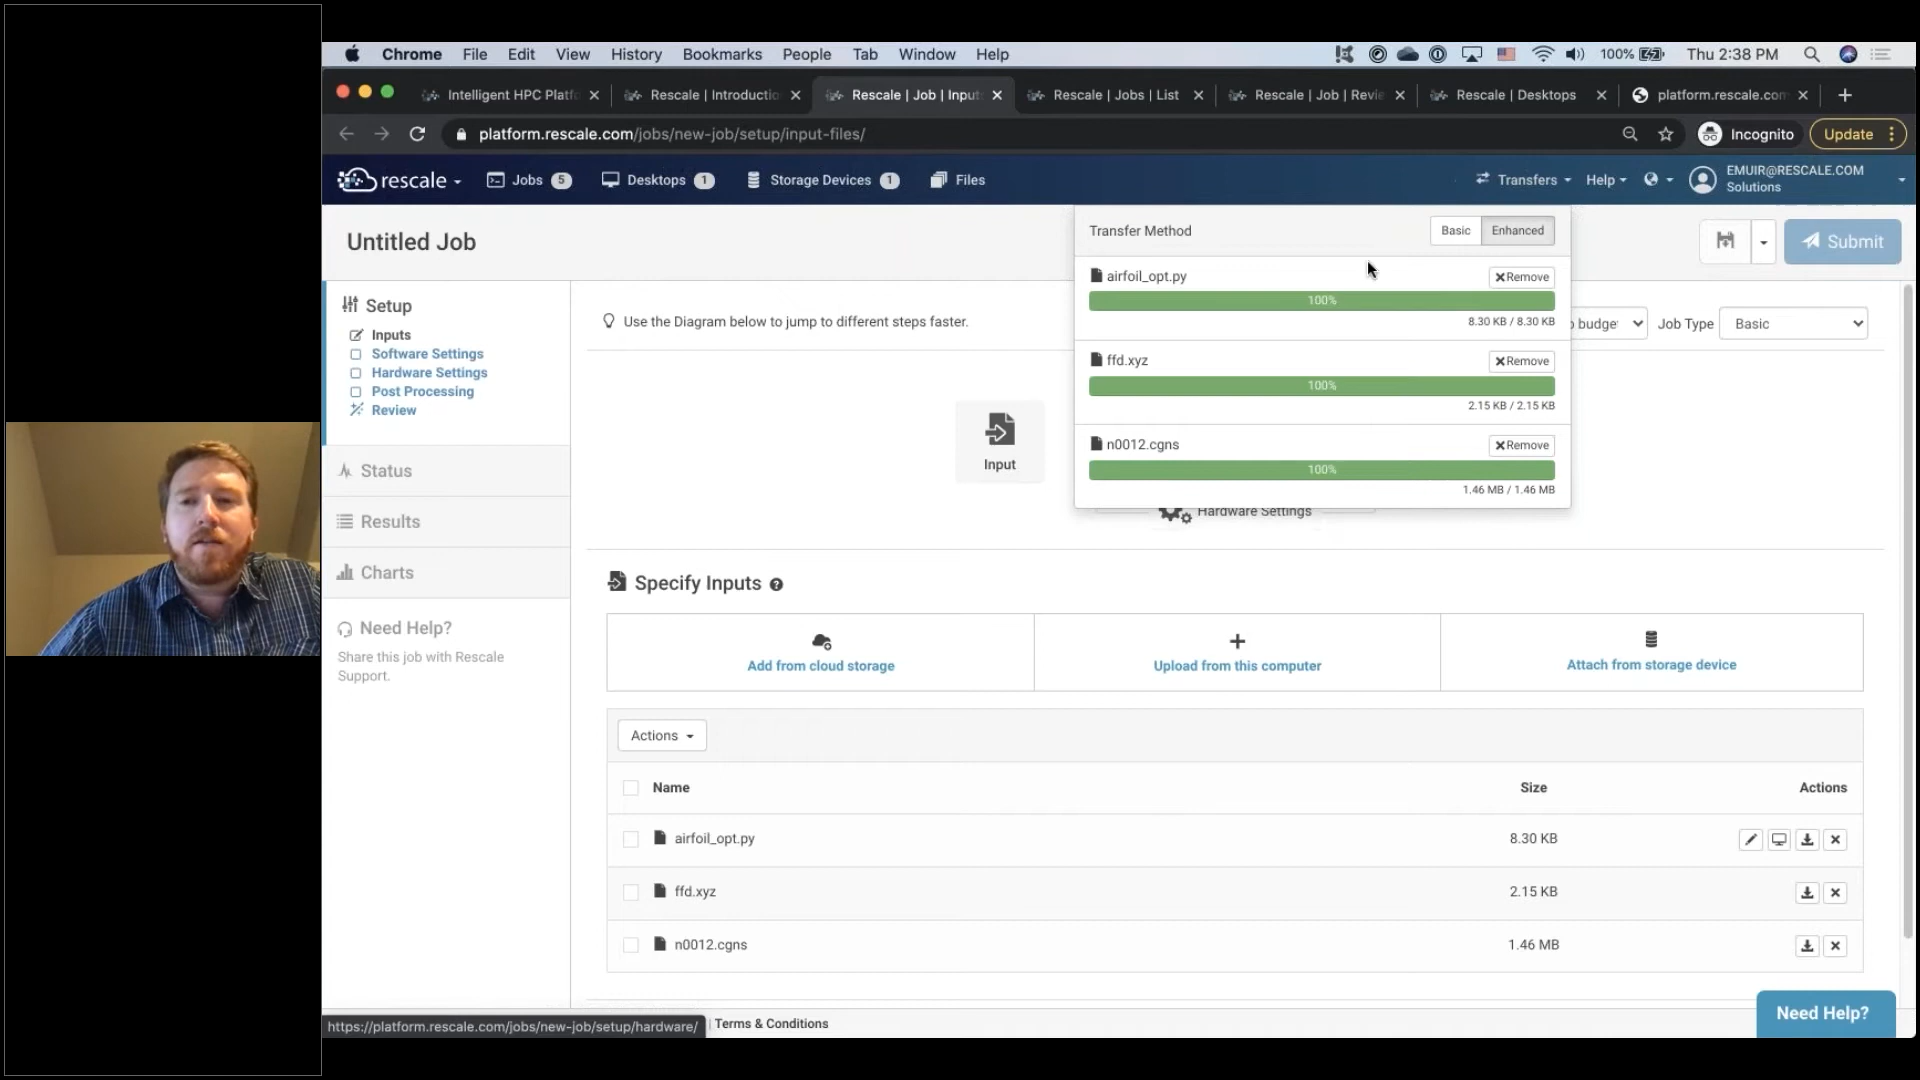 Chrome File Edit View History Bookmarks People Tab Window Help 100% Thu 2:38 PM
Intelligent HPC Platf Rescale | Introductio Rescale | Job | Input Rescale | Jobs | List Rescale | Job | Revie Rescale | Desktops platform.rescale.com
platform.rescale.com/jobs/new-job/setup/input-files/ Incognito Update
rescale Jobs 5 Desktops 1 Storage Devices 1 Files Transfers Help EMUIR@RESCALE.COM
Solutions
Untitled Job
Submit
Transfer Method Basic Enhanced
airfoil_opt.py Remove
100%
8.30 KB / 8.30 KB
ffd.xyz Remove
100%
2.15 KB / 2.15 KB
n0012.cgns Remove
100%
1.46 MB / 1.46 MB
Setup
Inputs
Software Settings
Hardware Settings
Post Processing
Review
Status
Results
Charts
Need Help?
Share this job with Rescale
Support.
Use the Diagram below to jump to different steps faster.
budget Job Type Basic
Input
Hardware Settings
Specify Inputs
Add from cloud storage Upload from this computer Attach from storage device
Actions
Name Size Actions
airfoil_opt.py 8.30 KB
ffd.xyz 2.15 KB
n0012.cgns 1.46 MB
https://platform.rescale.com/jobs/new-job/setup/hardware/ | Terms & Conditions
Need Help?